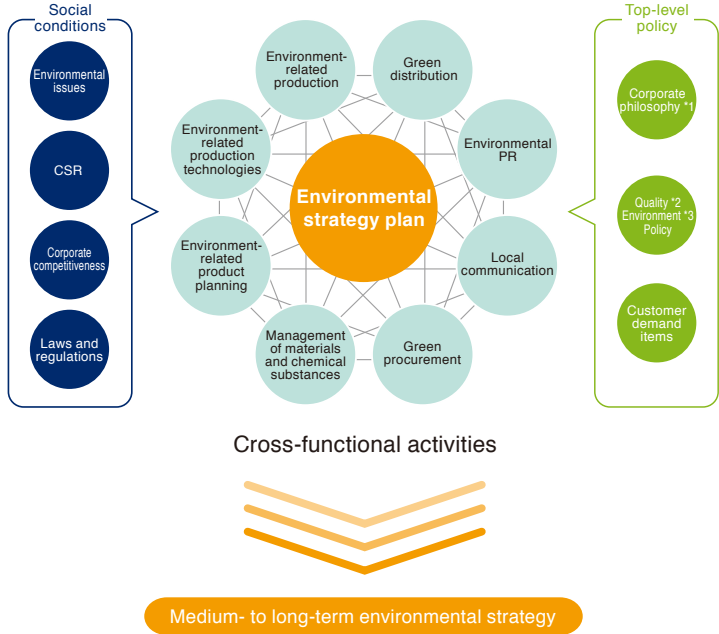 Social
conditions
Environmental
issues
CSR
Corporate
competitiveness
Laws and
regulations
Environment-
related
production
Green
distribution
Environment-
related
production
technologies
Environmental
PR
Environmental
strategy plan
Environment-
related
product
planning
Local
communication
Management
of materials
and chemical
substances
Green
procurement
Top-level
policy
Corporate
philosophy *1
Quality *2
Environment *3
Policy
Customer
demand
items
Cross-functional activities
Medium- to long-term environmental strategy